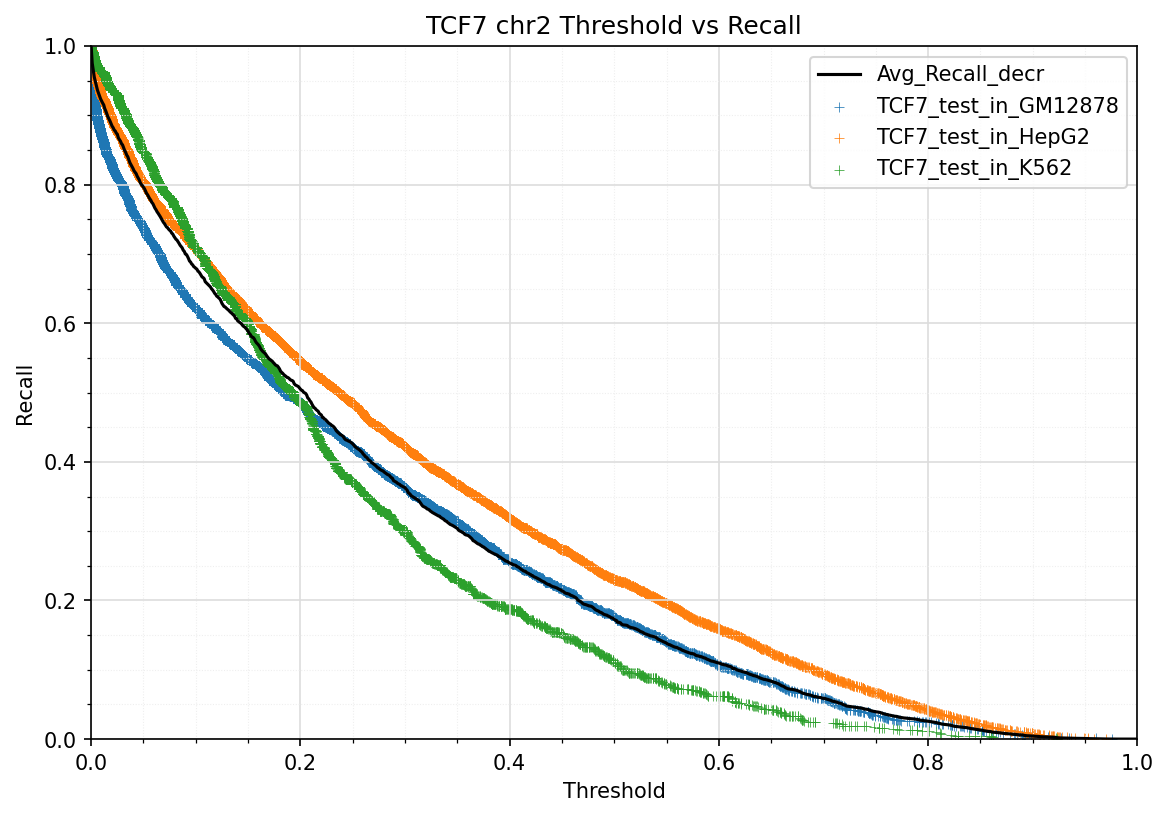 TCF7 chr2 Threshold vs Recall
1.0
0.8
0.6
0.4
0.2
0.0
Recall
Avg_Recall_decr
TCF7_test_in_GM12878
TCF7_test_in_HepG2
TCF7_test_in_K562
0.0 0.2 0.4 0.6 0.8 1.0
Threshold